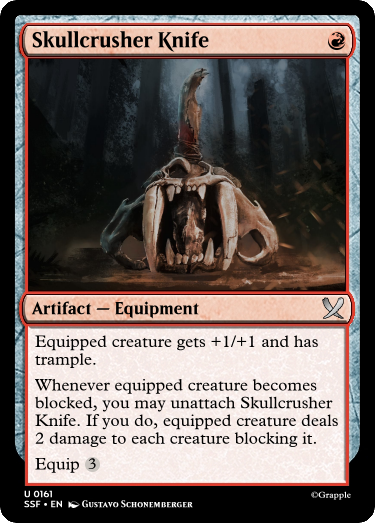 Skullcrusher Knife
Artifact — Equipment
Equipped creature gets +1/+1 and has
trample.
Whenever equipped creature becomes
blocked, you may unattach Skullcrusher
Knife. If you do, equipped creature deals
2 damage to each creature blocking it.
Equip 3
U 0161
SSF • EN Gustavo Schonemberger
©Grapple